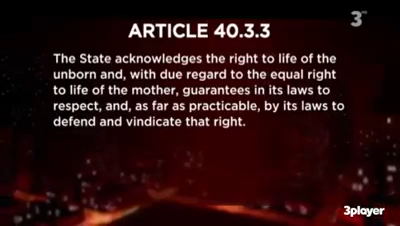 3
ARTICLE 40.3.3
The State acknowledges the right to life of the
unborn and, with due regard to the equal right
to life of the mother, guarantees in its laws to
respect, and, as far as practicable, by its laws to
defend and vindicate that right.
3player